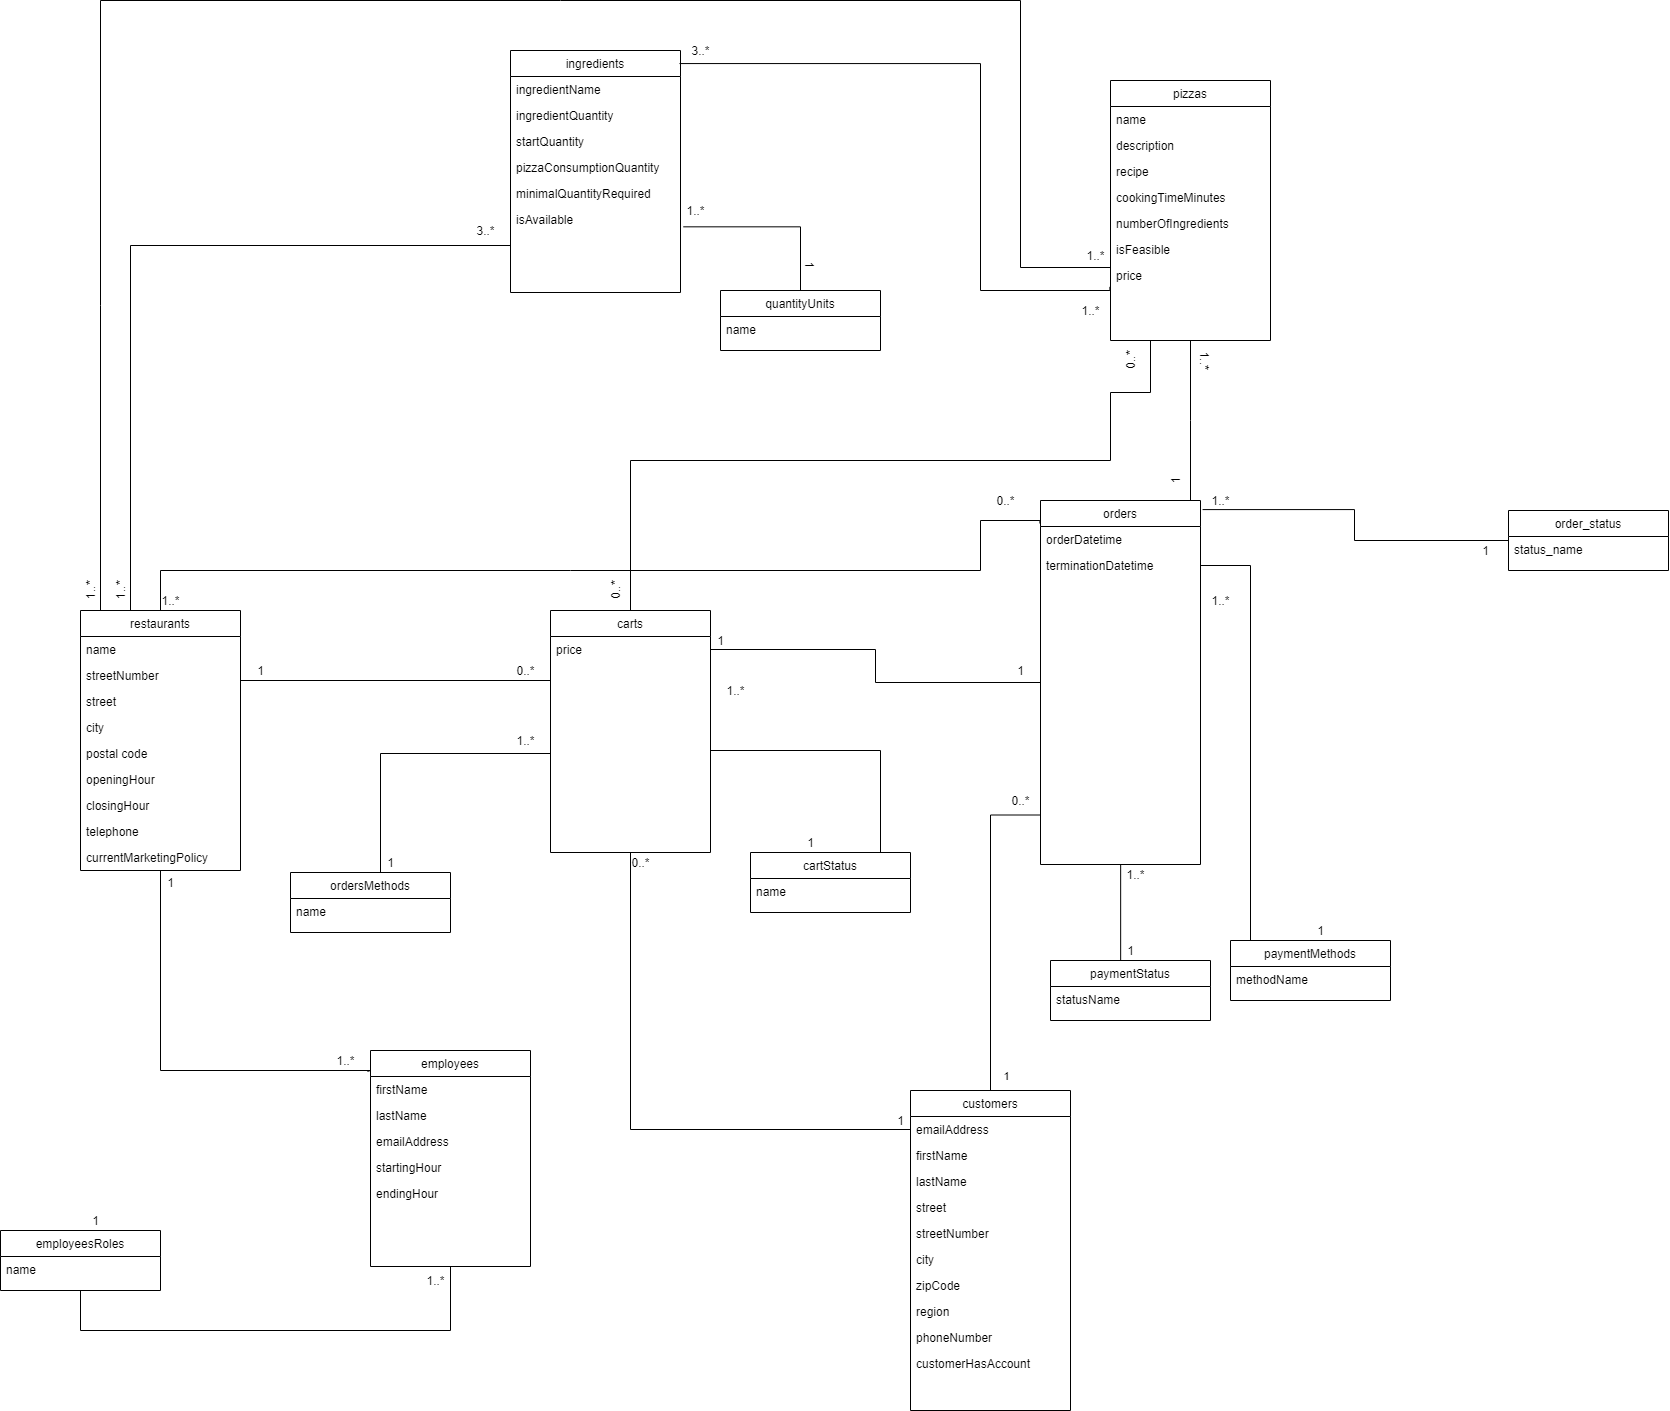 3..*
ingredients
ingredientName
ingredientQuantity
startQuantity
pizzaConsumptionQuantity
minimalQuantityRequired
isAvailable
3..*
1..*
1
quantityUnits
name
pizzas
name
description
recipe
cookingTimeMinutes
numberOfIngredients
isFeasible
price
1..*
1..*
0..*
1..*
1
0..*
orders
orderDatetime
terminationDatetime
1..*
1
order_status
status_name
1..*
1..*
1..*
1..*
restaurants
name
streetNumber
street
city
postal code
openingHour
closingHour
telephone
currentMarketingPolicy
1
1
0..*
0..*
carts
price
1
1
1..*
1..*
1
ordersMethods
name
0..*
1
cartStatus
name
0..*
1..*
1
paymentStatus
statusName
1
paymentMethods
methodName
1..*
employees
firstName
lastName
emailAddress
startingHour
endingHour
1..*
1
employeesRoles
name
1
1
customers
emailAddress
firstName
lastName
street
streetNumber
city
zipCode
region
phoneNumber
customerHasAccount